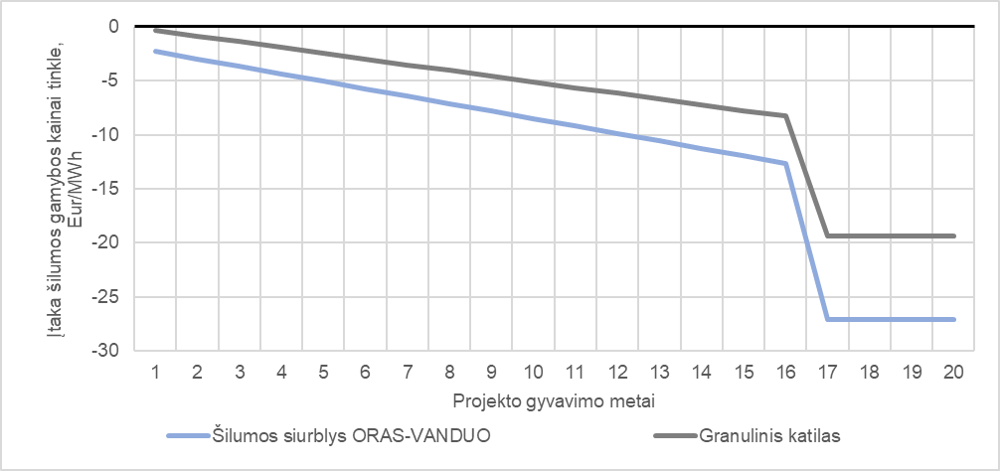 Įtaka šilumos gamybos kainai tinkle,
Eur/MWh
0
-5
-10
-15
-20
-25
-30
1 2 3 4 5 6 7 8 9 10 11 12 13 14 15 16 17 18 19 20
Projekto gyvavimo metai
Šilumos siurblys ORAS-VANDUO Granulinis katilas